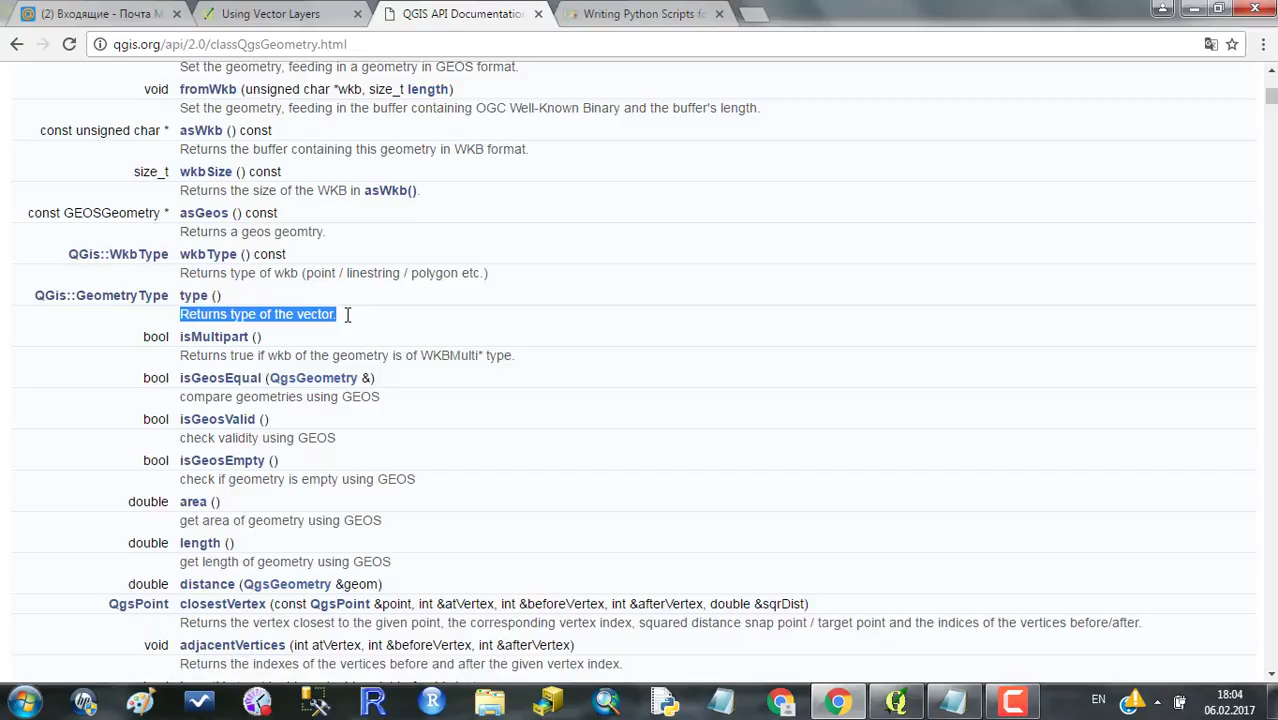 (2) Входящие - Почта M
Using Vector Layers
QGIS API Documentation
Writing Python Scripts fo
qgis.org/api/2.0/classQgsGeometry.html
Set the geometry, feeding in a geometry in GEOS format.
void fromWkb (unsigned char *wkb, size_t length)
Set the geometry, feeding in the buffer containing OGC Well-Known Binary and the buffer's length.
const unsigned char * asWkb () const
Returns the buffer containing this geometry in WKB format.
size_t wkbSize () const
Returns the size of the WKB in asWkb().
const GEOSGeometry * asGeos () const
Returns a geos geomtry.
QGis::WkbType wkbType () const
Returns type of wkb (point / linestring / polygon etc.)
QGis::GeometryType type ()
Returns type of the vector.
bool isMultipart ()
Returns true if wkb of the geometry is of WKBMulti* type.
bool isGeosEqual (QgsGeometry &)
compare geometries using GEOS
bool isGeosValid ()
check validity using GEOS
bool isGeosEmpty ()
check if geometry is empty using GEOS
double area ()
get area of geometry using GEOS
double length ()
get length of geometry using GEOS
double distance (QgsGeometry &geom)
QgsPoint closestVertex (const QgsPoint &point, int &atVertex, int &beforeVertex, int &afterVertex, double &sqrDist)
Returns the vertex closest to the given point, the corresponding vertex index, squared distance snap point / target point and the indices of the vertices before/after.
void adjacentVertices (int atVertex, int &beforeVertex, int &afterVertex)
Returns the indexes of the vertices before and after the given vertex index.
EN
18:04
06.02.2017